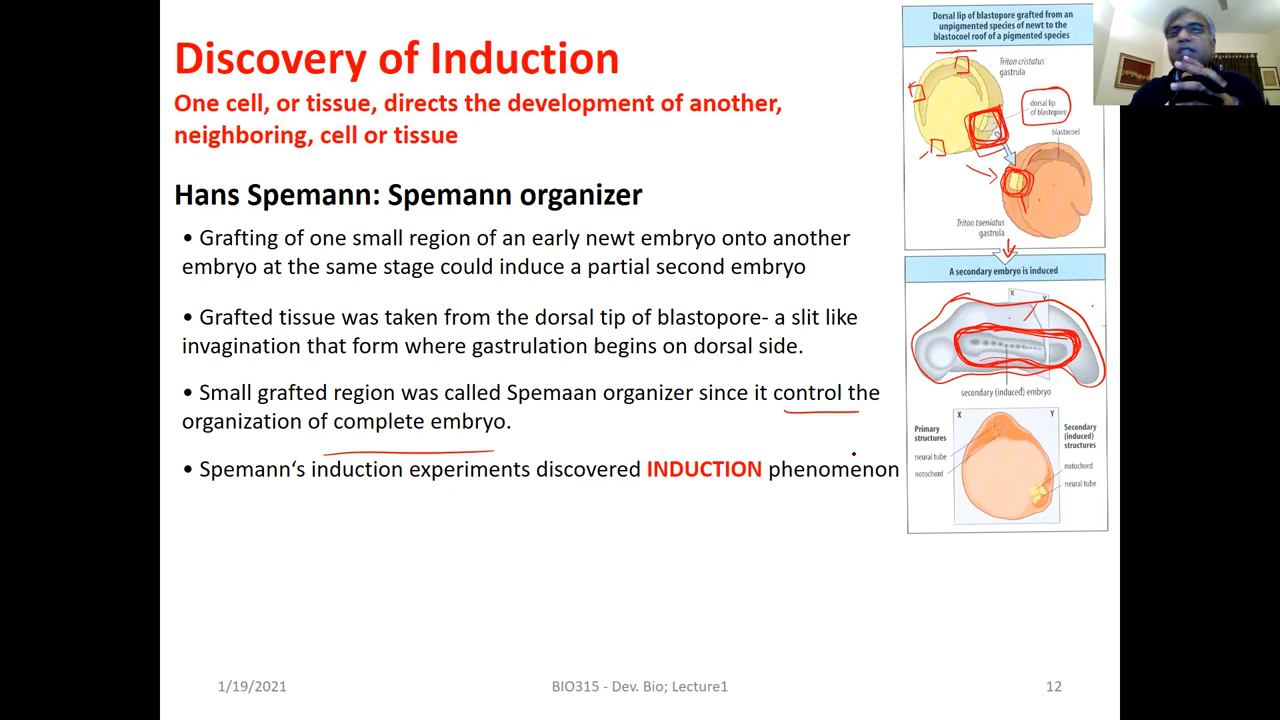 Discovery of Induction
One cell, or tissue, directs the development of another,
neighboring, cell or tissue
Hans Spemann: Spemann organizer
• Grafting of one small region of an early newt embryo onto another
embryo at the same stage could induce a partial second embryo
• Grafted tissue was taken from the dorsal tip of blastopore- a slit like
invagination that form where gastrulation begins on dorsal side.
• Small grafted region was called Spemaan organizer since it control the
organization of complete embryo.
• Spemann‘s induction experiments discovered INDUCTION phenomenon
Dorsal lip of blastopore grafted from an
unpigmented species of newt to the
blastocoel roof of a pigmented species
Triton cristatus
gastrula
dorsal lip
of blastopore
blastocoel
Triton taeniatus
gastrula
A secondary embryo is induced
X
Y
secondary (induced) embryo
X
Y
Primary
structures
neural tube
notochord
Secondary
(induced)
structures
notochord
neural tube
1/19/2021
BIO315 - Dev. Bio; Lecture1
12